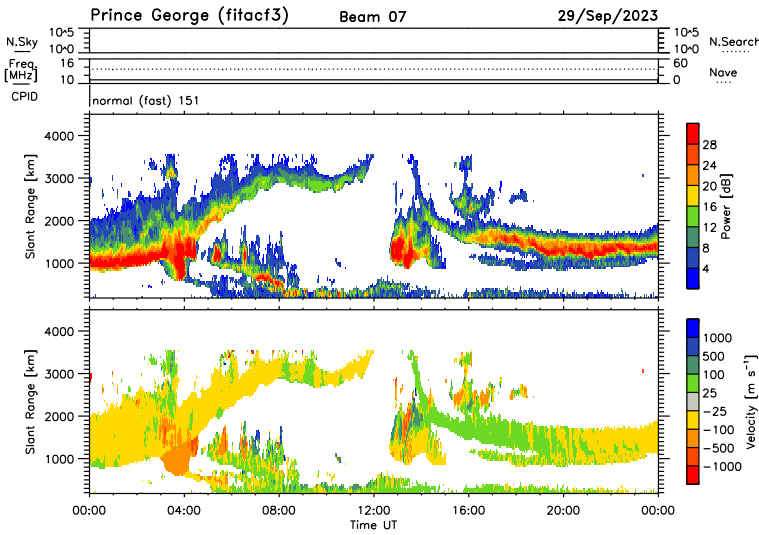 Prince George (fitacf3) Beam 07 29/Sep/2023
N.Sky 10^5 10^0 10^5 10^0 N.Search
Freq. [MHz] 16 10 60 0 Nave
CPID normal (fast) 151
Slant Range [km] 4000 3000 2000 1000
Power [dB] 28 24 20 16 12 8 4
Slant Range [km] 4000 3000 2000 1000
Velocity [m s⁻¹] 1000 500 100 25 −25 −100 −500 −1000
00:00 04:00 08:00 12:00 16:00 20:00 00:00
Time UT